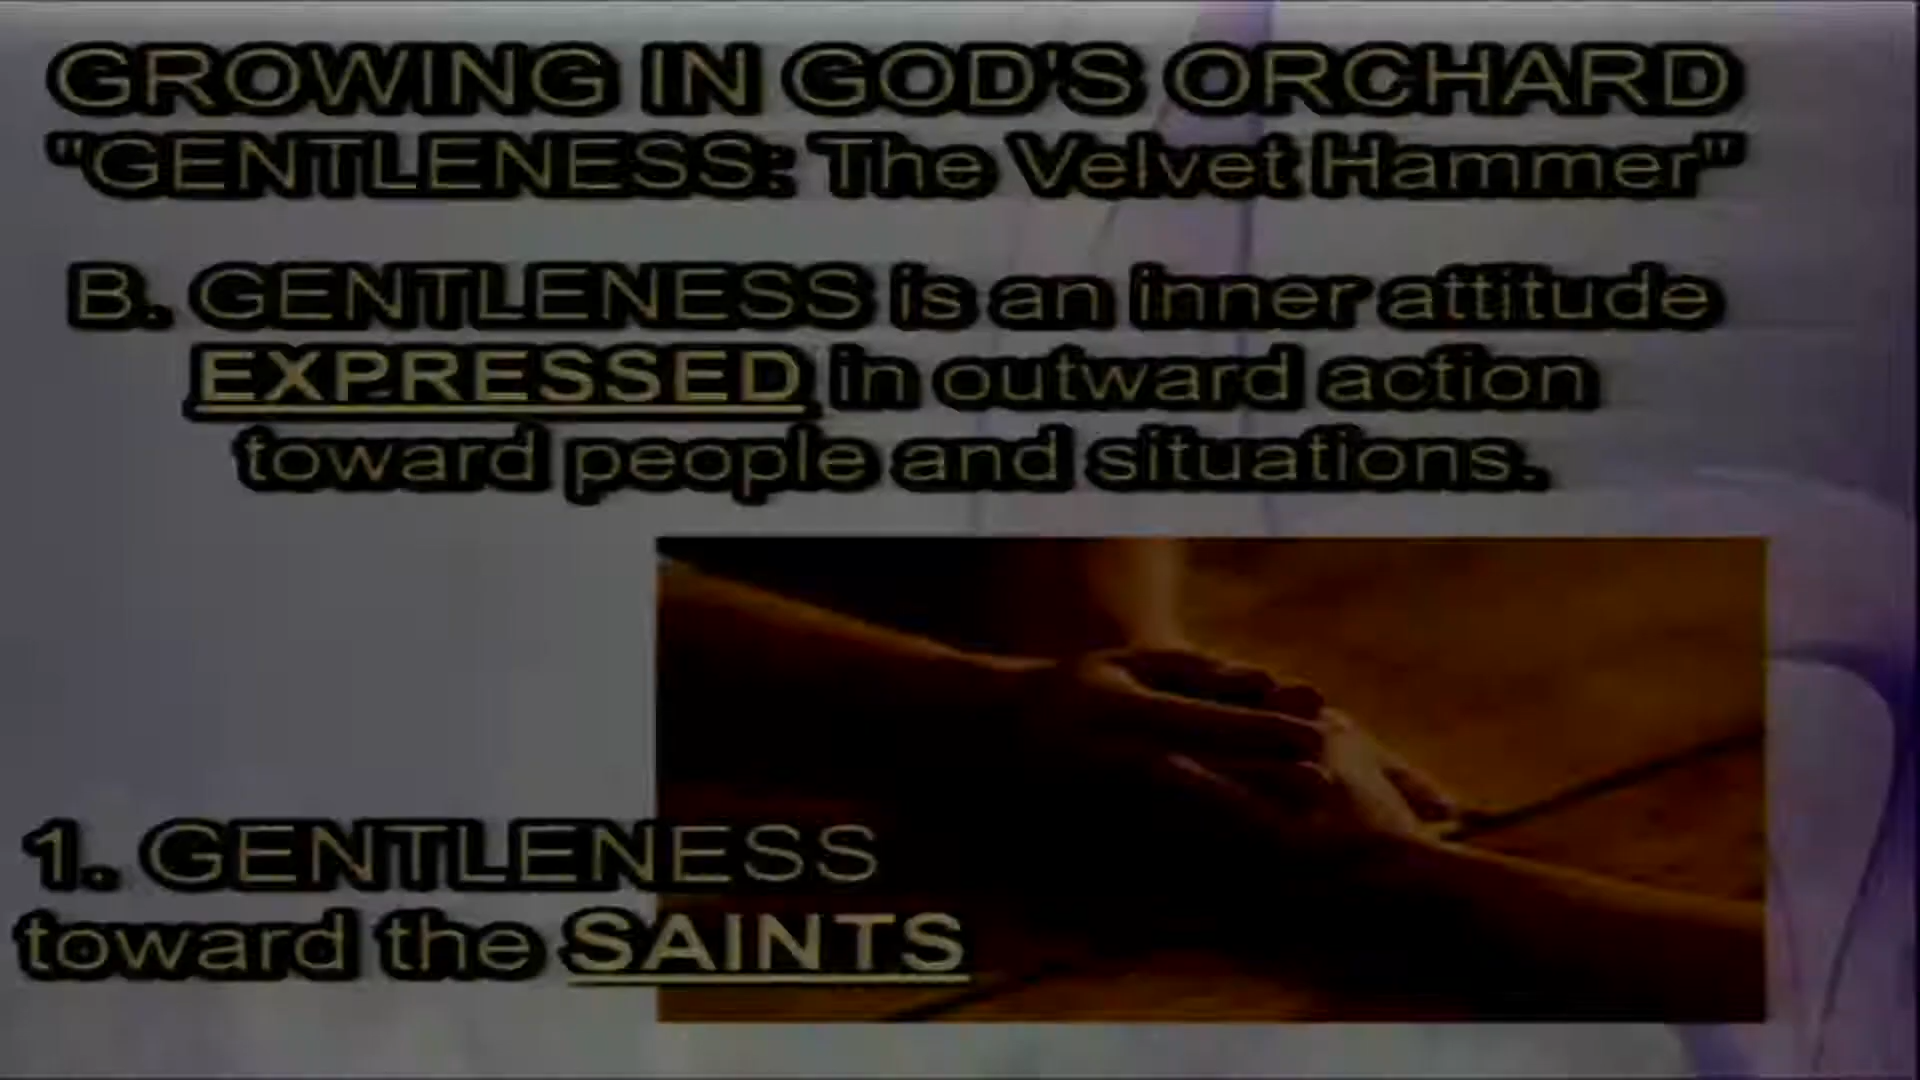 GROWING IN GOD'S ORCHARD
"GENTLENESS: The Velvet Hammer"
B. GENTLENESS is an inner attitude
EXPRESSED in outward action
toward people and situations.
1. GENTLENESS
toward the SAINTS